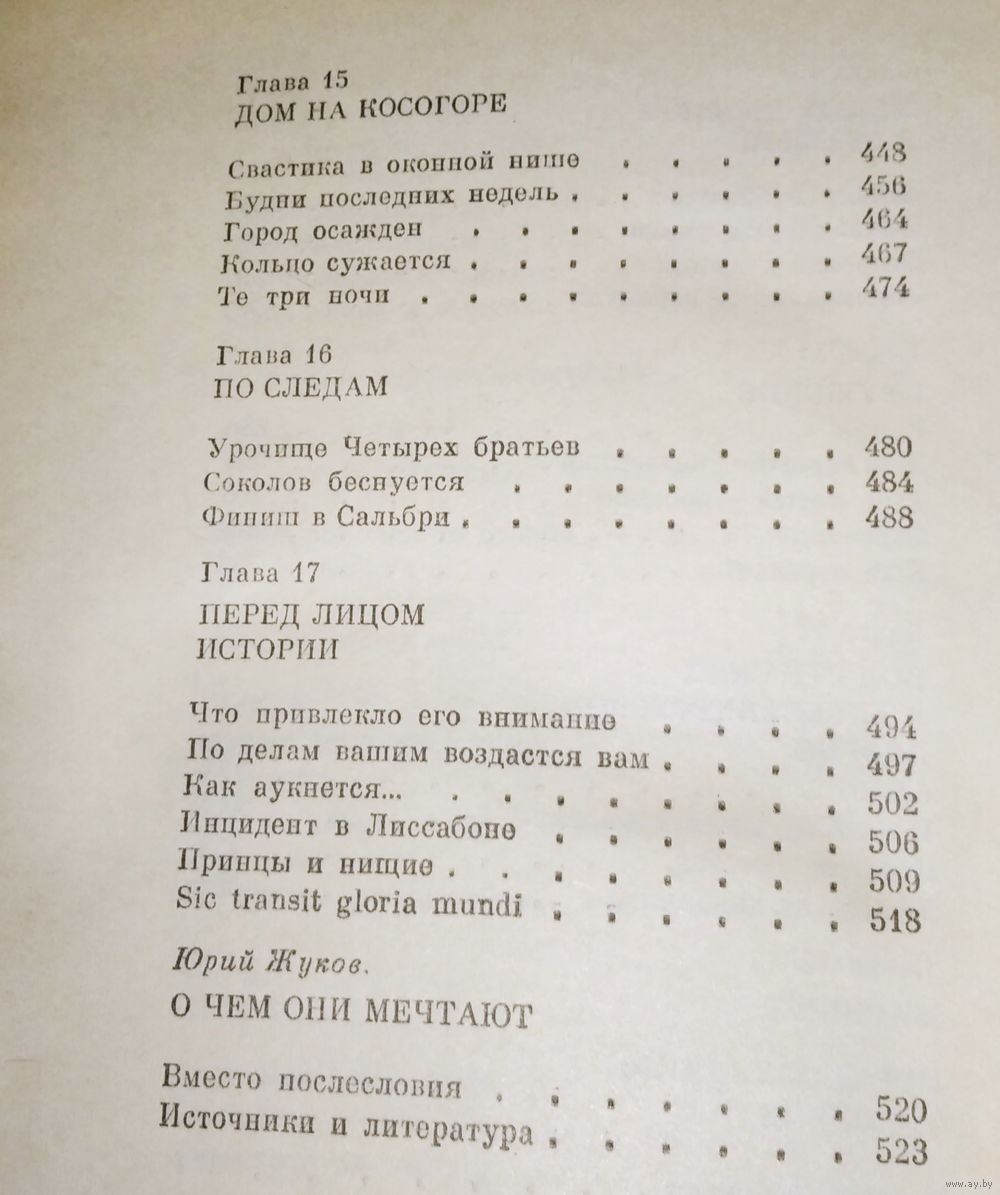 Глава 15
ДОМ НА КОСОГОРЕ
Свастика в оконной нише . . . . . 448
Будни последних недель . . . . . . 456
Город осажден . . . . . . . . 464
Кольцо сужается . . . . . . . . 467
Те три ночи . . . . . . . . . 474
Глава 16
ПО СЛЕДАМ
Урочище Четырех братьев . . . . . 480
Соколов беснуется . . . . . . . 484
Финиш в Сальбри . . . . . . . . 488
Глава 17
ПЕРЕД ЛИЦОМ
ИСТОРИИ
Что привлекло его внимание . . . . 494
По делам вашим воздастся вам . . . . 497
Как аукнется... . . . . . . . . 502
Инцидент в Лиссабоне . . . . . . 506
Принцы и нищие . . . . . . . . 509
Sic transit gloria mundi . . . . . . 518
Юрий Жуков.
О ЧЕМ ОНИ МЕЧТАЮТ
Вместо послесловия . . . . . . . 520
Источники и литература . . . . . . 523
www.ay.by